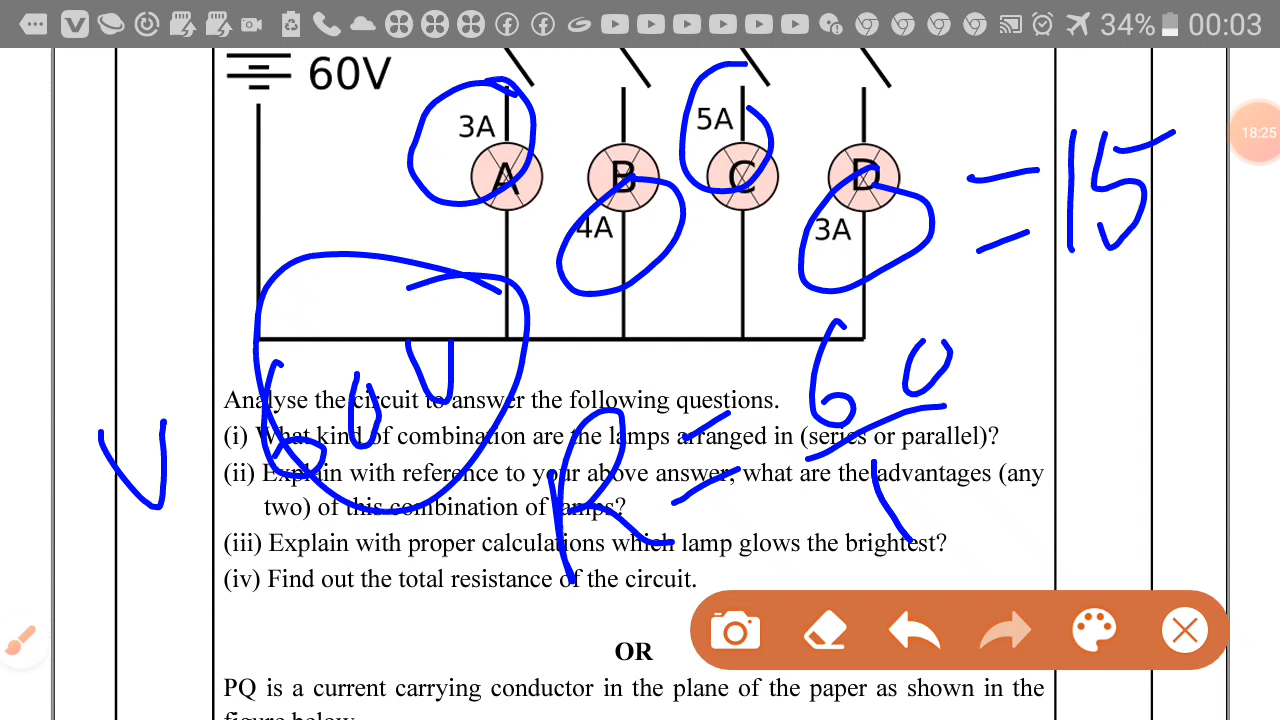 34% 00:03
60V
3A
5A
A
B
C
D
4A
3A
= 15
18:25
60V
V
R = 60
Analyse the circuit to answer the following questions.
(i) What kind of combination are the lamps arranged in (series or parallel)?
(ii) Explain with reference to your above answer, what are the advantages (any
two) of this combination of lamps?
(iii) Explain with proper calculations which lamp glows the brightest?
(iv) Find out the total resistance of the circuit.
OR
PQ is a current carrying conductor in the plane of the paper as shown in the
figure below.